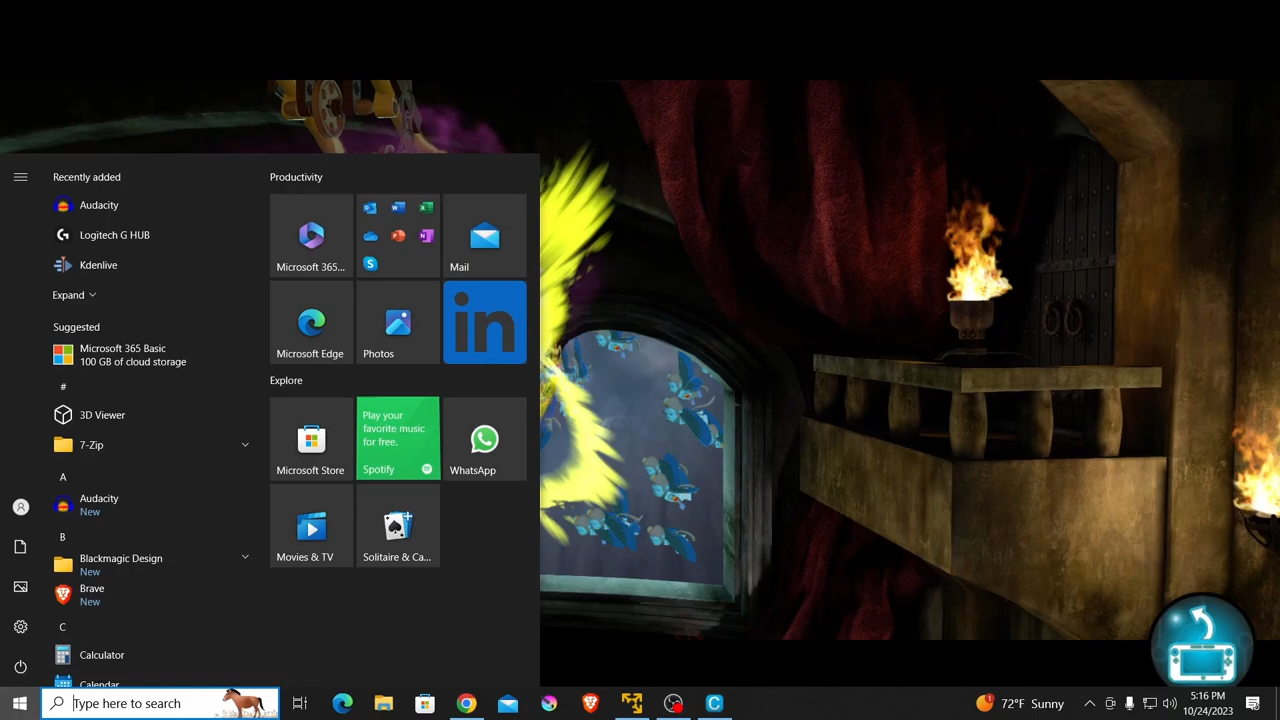 Recently added
Audacity
Logitech G HUB
Kdenlive
Expand
Suggested
Microsoft 365 Basic
100 GB of cloud storage
#
3D Viewer
7-Zip
A
Audacity
New
B
Blackmagic Design
New
Brave
New
C
Calculator
Calendar
Productivity
Microsoft 365...
Mail
Microsoft Edge
Photos
in
Explore
Microsoft Store
Play your
favorite music
for free.
Spotify
WhatsApp
Movies & TV
Solitaire & Ca...
Type here to search
1
72°F Sunny
5:16 PM
10/24/2023